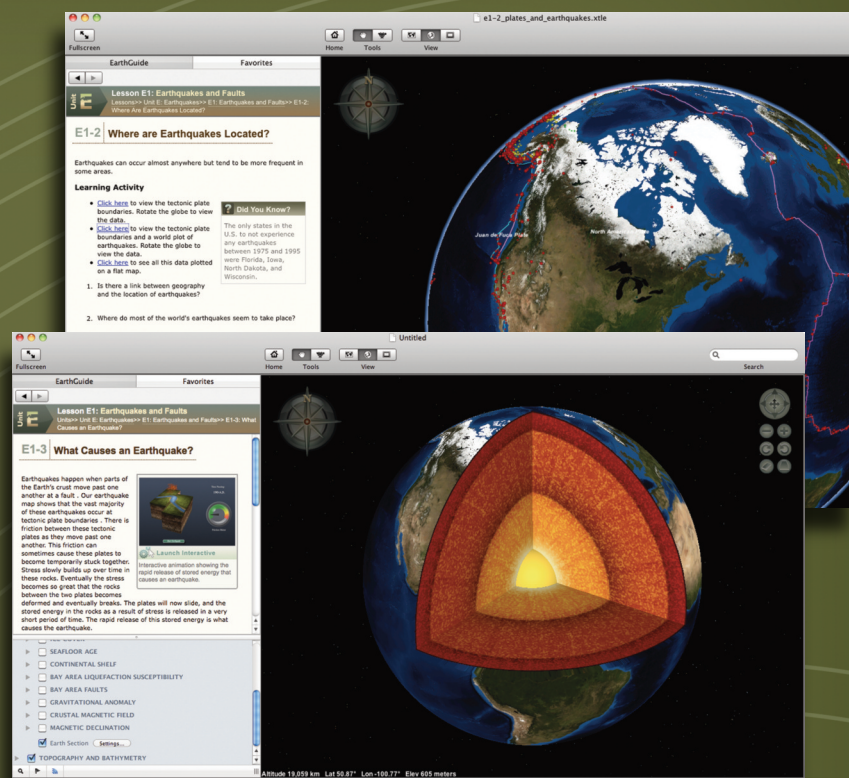 e1-2_plates_and_earthquakes.xtle
Fullscreen
Home Tools View
EarthGuide Favorites
Unit E
Lesson E1: Earthquakes and Faults
Lessons>> Unit E: Earthquakes>> E1: Earthquakes and Faults>> E1-2:
Where Are Earthquakes Located?
E1-2 Where are Earthquakes Located?
Earthquakes can occur almost anywhere but tend to be more frequent in
some areas.
Learning Activity
• Click here to view the tectonic plate
boundaries. Rotate the globe to view
the data.
• Click here to view the tectonic plate
boundaries and a world plot of
earthquakes. Rotate the globe to
view the data.
• Click here to see all this data plotted
on a flat map.
? Did You Know?
The only states in the
U.S. to not experience
any earthquakes
between 1975 and 1995
were Florida, Iowa,
North Dakota, and
Wisconsin.
1. Is there a link between geography
and the location of earthquakes?
2. Where do most of the world's earthquakes seem to take place?
N
Juan de Fuca Plate
North
Untitled
Fullscreen
Home Tools View
Search
EarthGuide Favorites
Unit E
Lesson E1: Earthquakes and Faults
Units>> Unit E: Earthquakes>> E1: Earthquakes and Faults>> E1-3: What
Causes an Earthquake?
E1-3 What Causes an Earthquake?
Earthquakes happen when parts of
the Earth's crust move past one
another at a fault . Our earthquake
map shows that the vast majority
of these earthquakes occur at
tectonic plate boundaries . There is
friction between these tectonic
plates as they move past one
another. This friction can
sometimes cause these plates to
become temporarily stuck together.
Stress slowly builds up over time in
these rocks. Eventually the stress
becomes so great that the rocks
between the two plates becomes
deformed and eventually breaks. The plates will now slide, and the
stored energy in the rocks as a result of stress is released in a very
short period of time. The rapid release of this stored energy is what
causes the earthquake.
Launch Interactive
Interactive animation showing the
rapid release of stored energy that
causes an earthquake.
SEAFLOOR AGE
CONTINENTAL SHELF
BAY AREA LIQUEFACTION SUSCEPTIBILITY
BAY AREA FAULTS
GRAVITATIONAL ANOMALY
CRUSTAL MAGNETIC FIELD
MAGNETIC DECLINATION
Earth Section Settings...
TOPOGRAPHY AND BATHYMETRY
N
Altitude 19,059 km Lat 50.87° Lon -100.77° Elev 605 meters